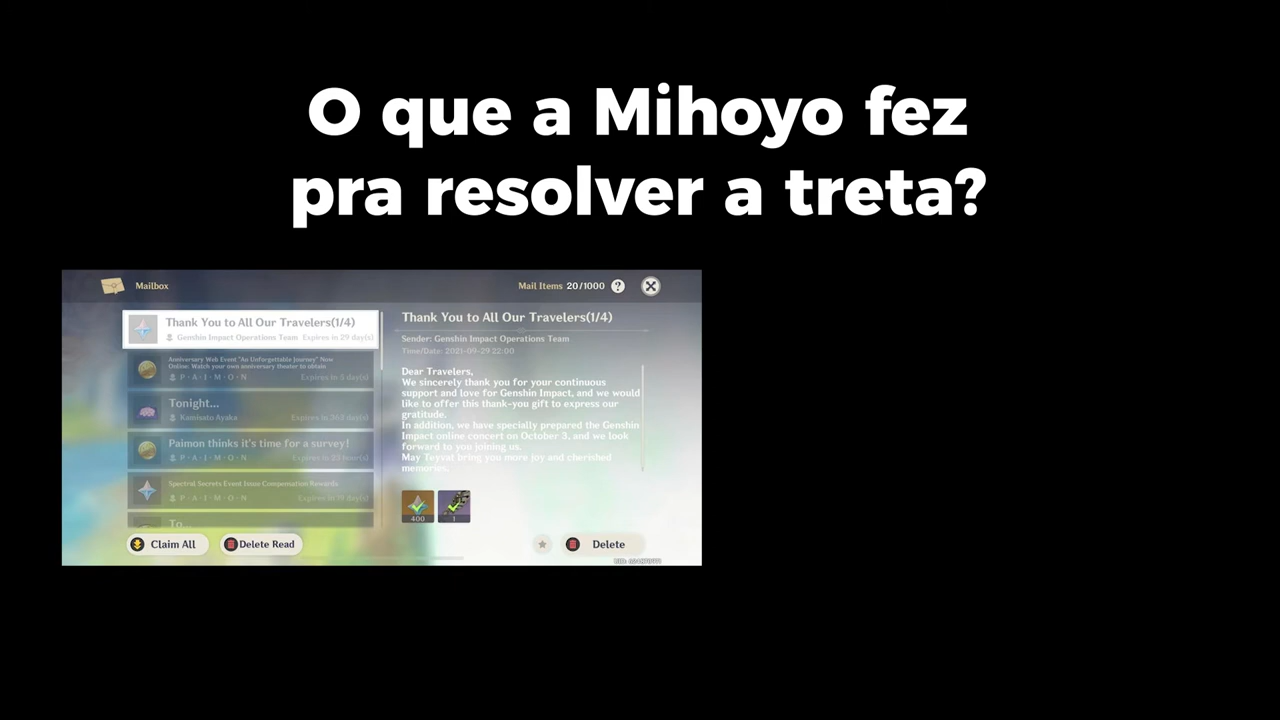 O que a Mihoyo fez
pra resolver a treta?
Mailbox
Mail Items 20/1000 ?
Thank You to All Our Travelers(1/4)
Genshin Impact Operations Team Expires in 29 day(s)
Anniversary Web Event "An Unforgettable Journey" Now
Online: Watch your own anniversary theater to obtain
P·A·I·M·O·N Expires in 5 day(s)
Tonight...
Kamisato Ayaka
Paimon thinks it's time for a survey!
P·A·I·M·O·N Expires in 23 hour(s)
Spectral Secrets Event Issue Compensation Rewards
P·A·I·M·O·N
To...
Claim All
Delete Read
Thank You to All Our Travelers(1/4)
Sender: Genshin Impact Operations Team
Time/Date: 2021-09-29 22:00
Dear Travelers,
We sincerely thank you for your continuous
support and love for Genshin Impact, and we would
like to offer this thank-you gift to express our
gratitude.
In addition, we have specially prepared the Genshin
Impact online concert on October 3, and we look
forward to you joining us.
May Teyvat bring you more joy and cherished
memories.
400
1
Delete